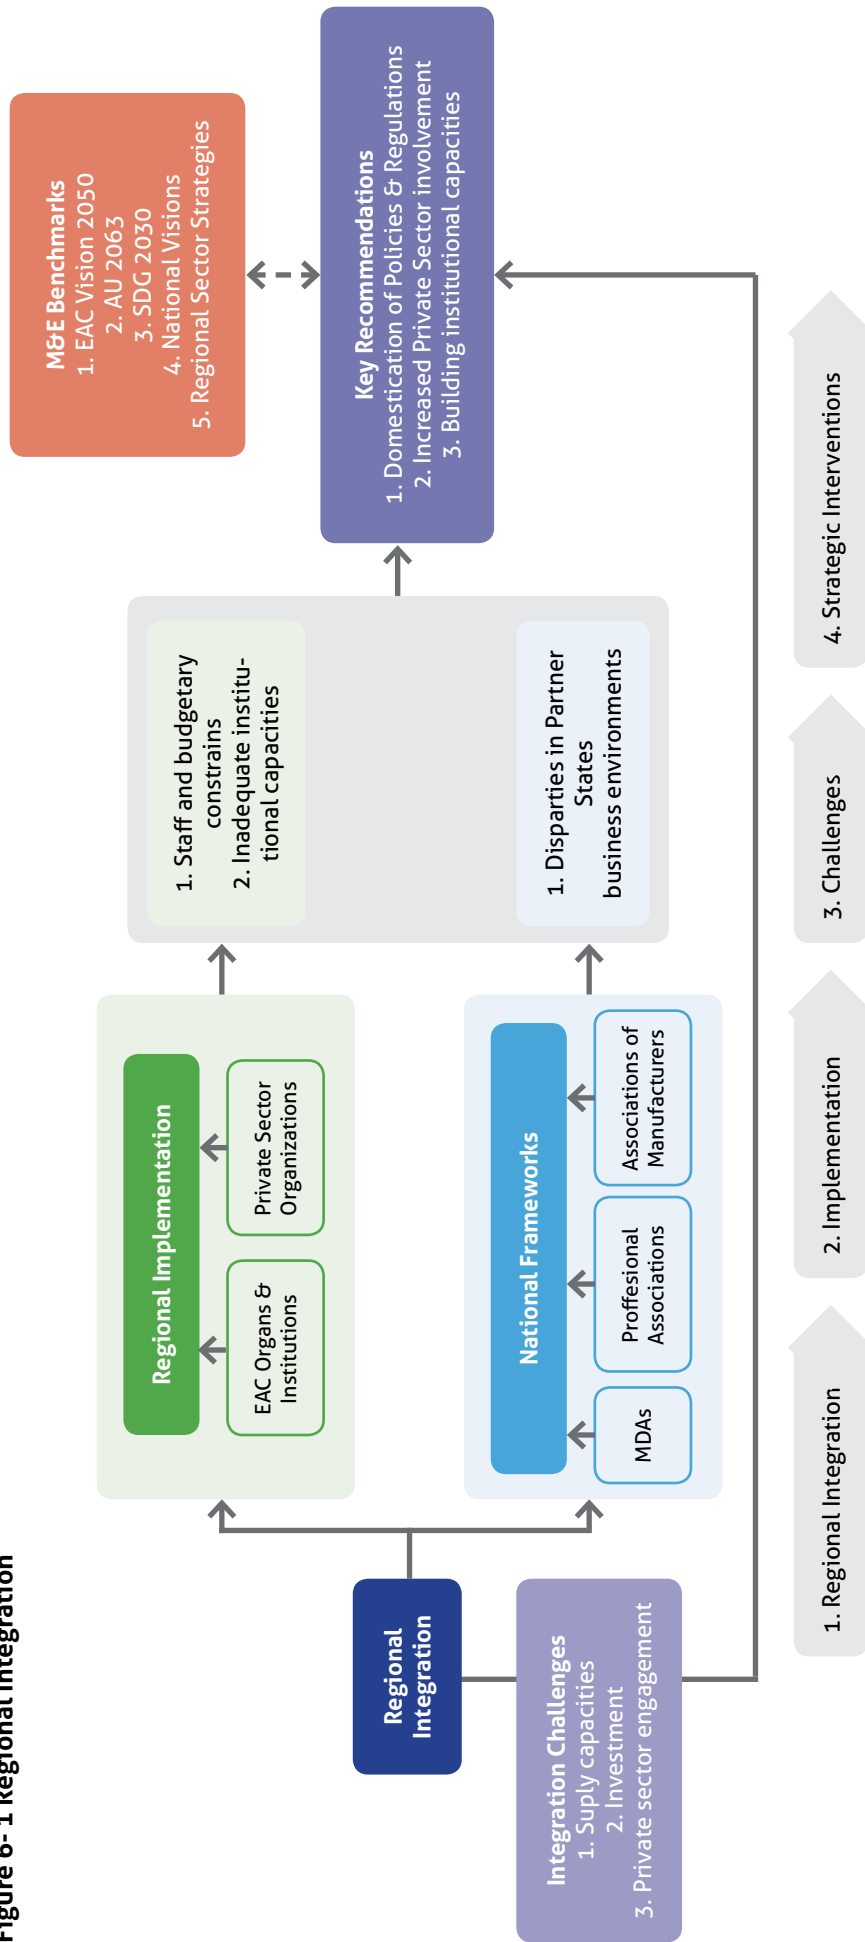 Figure 6- 1 Regional Integration
Regional
Integration
Integration Challenges
1. Suply capacities
2. Investment
3. Private sector engagement
Regional Implementation
EAC Organs &
Institutions
Private Sector
Organizations
National Frameworks
MDAs
Proffesional
Associations
Associations of
Manufacturers
1. Staff and budgetary
constrains
2. Inadequate institu-
tional capacities
1. Disparties in Partner
States
business environments
M&E Benchmarks
1. EAC Vision 2050
2. AU 2063
3. SDG 2030
4. National Visions
5. Regional Sector Strategies
Key Recommendations
1. Domestication of Policies & Regulations
2. Increased Private Sector involvement
3. Building institutional capacities
1. Regional Integration
2. Implementation
3. Challenges
4. Strategic Interventions